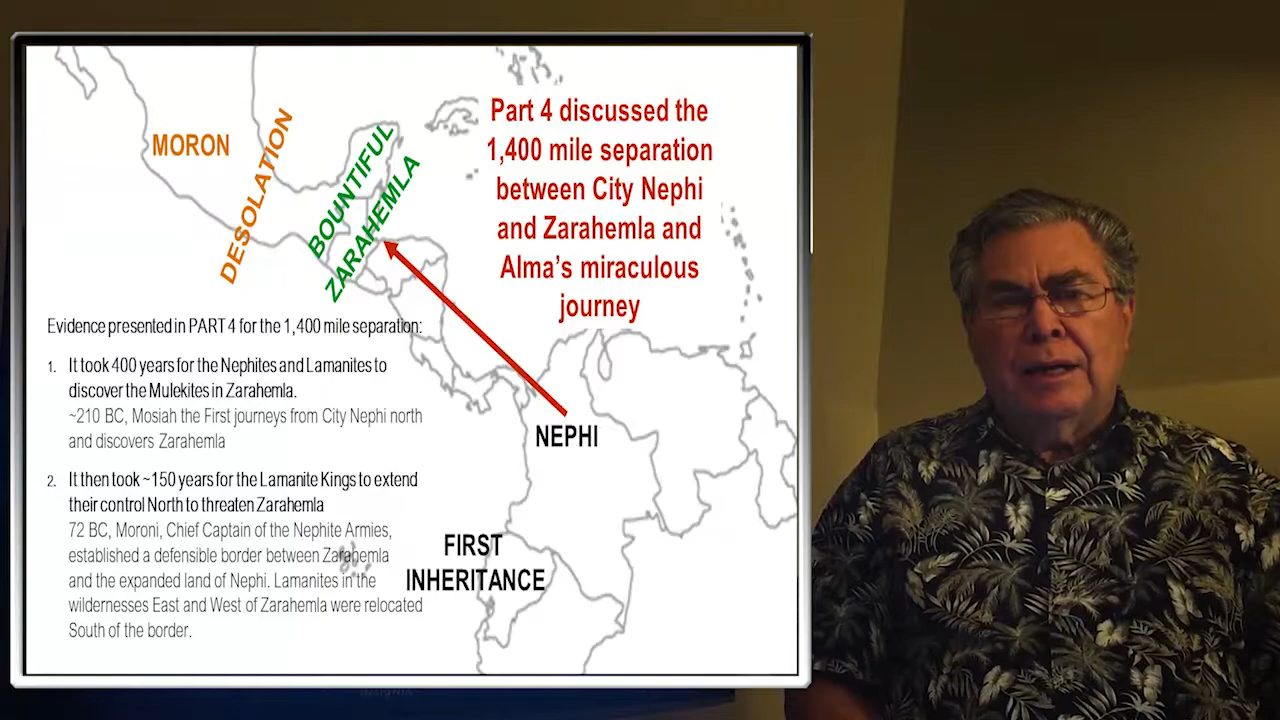 Part 4 discussed the
1,400 mile separation
between City Nephi
and Zarahemla and
Alma's miraculous
journey
MORON
DESOLATION
BOUNTIFUL
ZARAHEMLA
Evidence presented in PART 4 for the 1,400 mile separation:
1. It took 400 years for the Nephites and Lamanites to
discover the Mulekites in Zarahemla.
~210 BC, Mosiah the First journeys from City Nephi north
and discovers Zarahemla
2. It then took ~150 years for the Lamanite Kings to extend
their control North to threaten Zarahemla
72 BC, Moroni, Chief Captain of the Nephite Armies,
established a defensible border between Zarahemla
and the expanded land of Nephi. Lamanites in the
wildernesses East and West of Zarahemla were relocated
South of the border.
NEPHI
FIRST
INHERITANCE